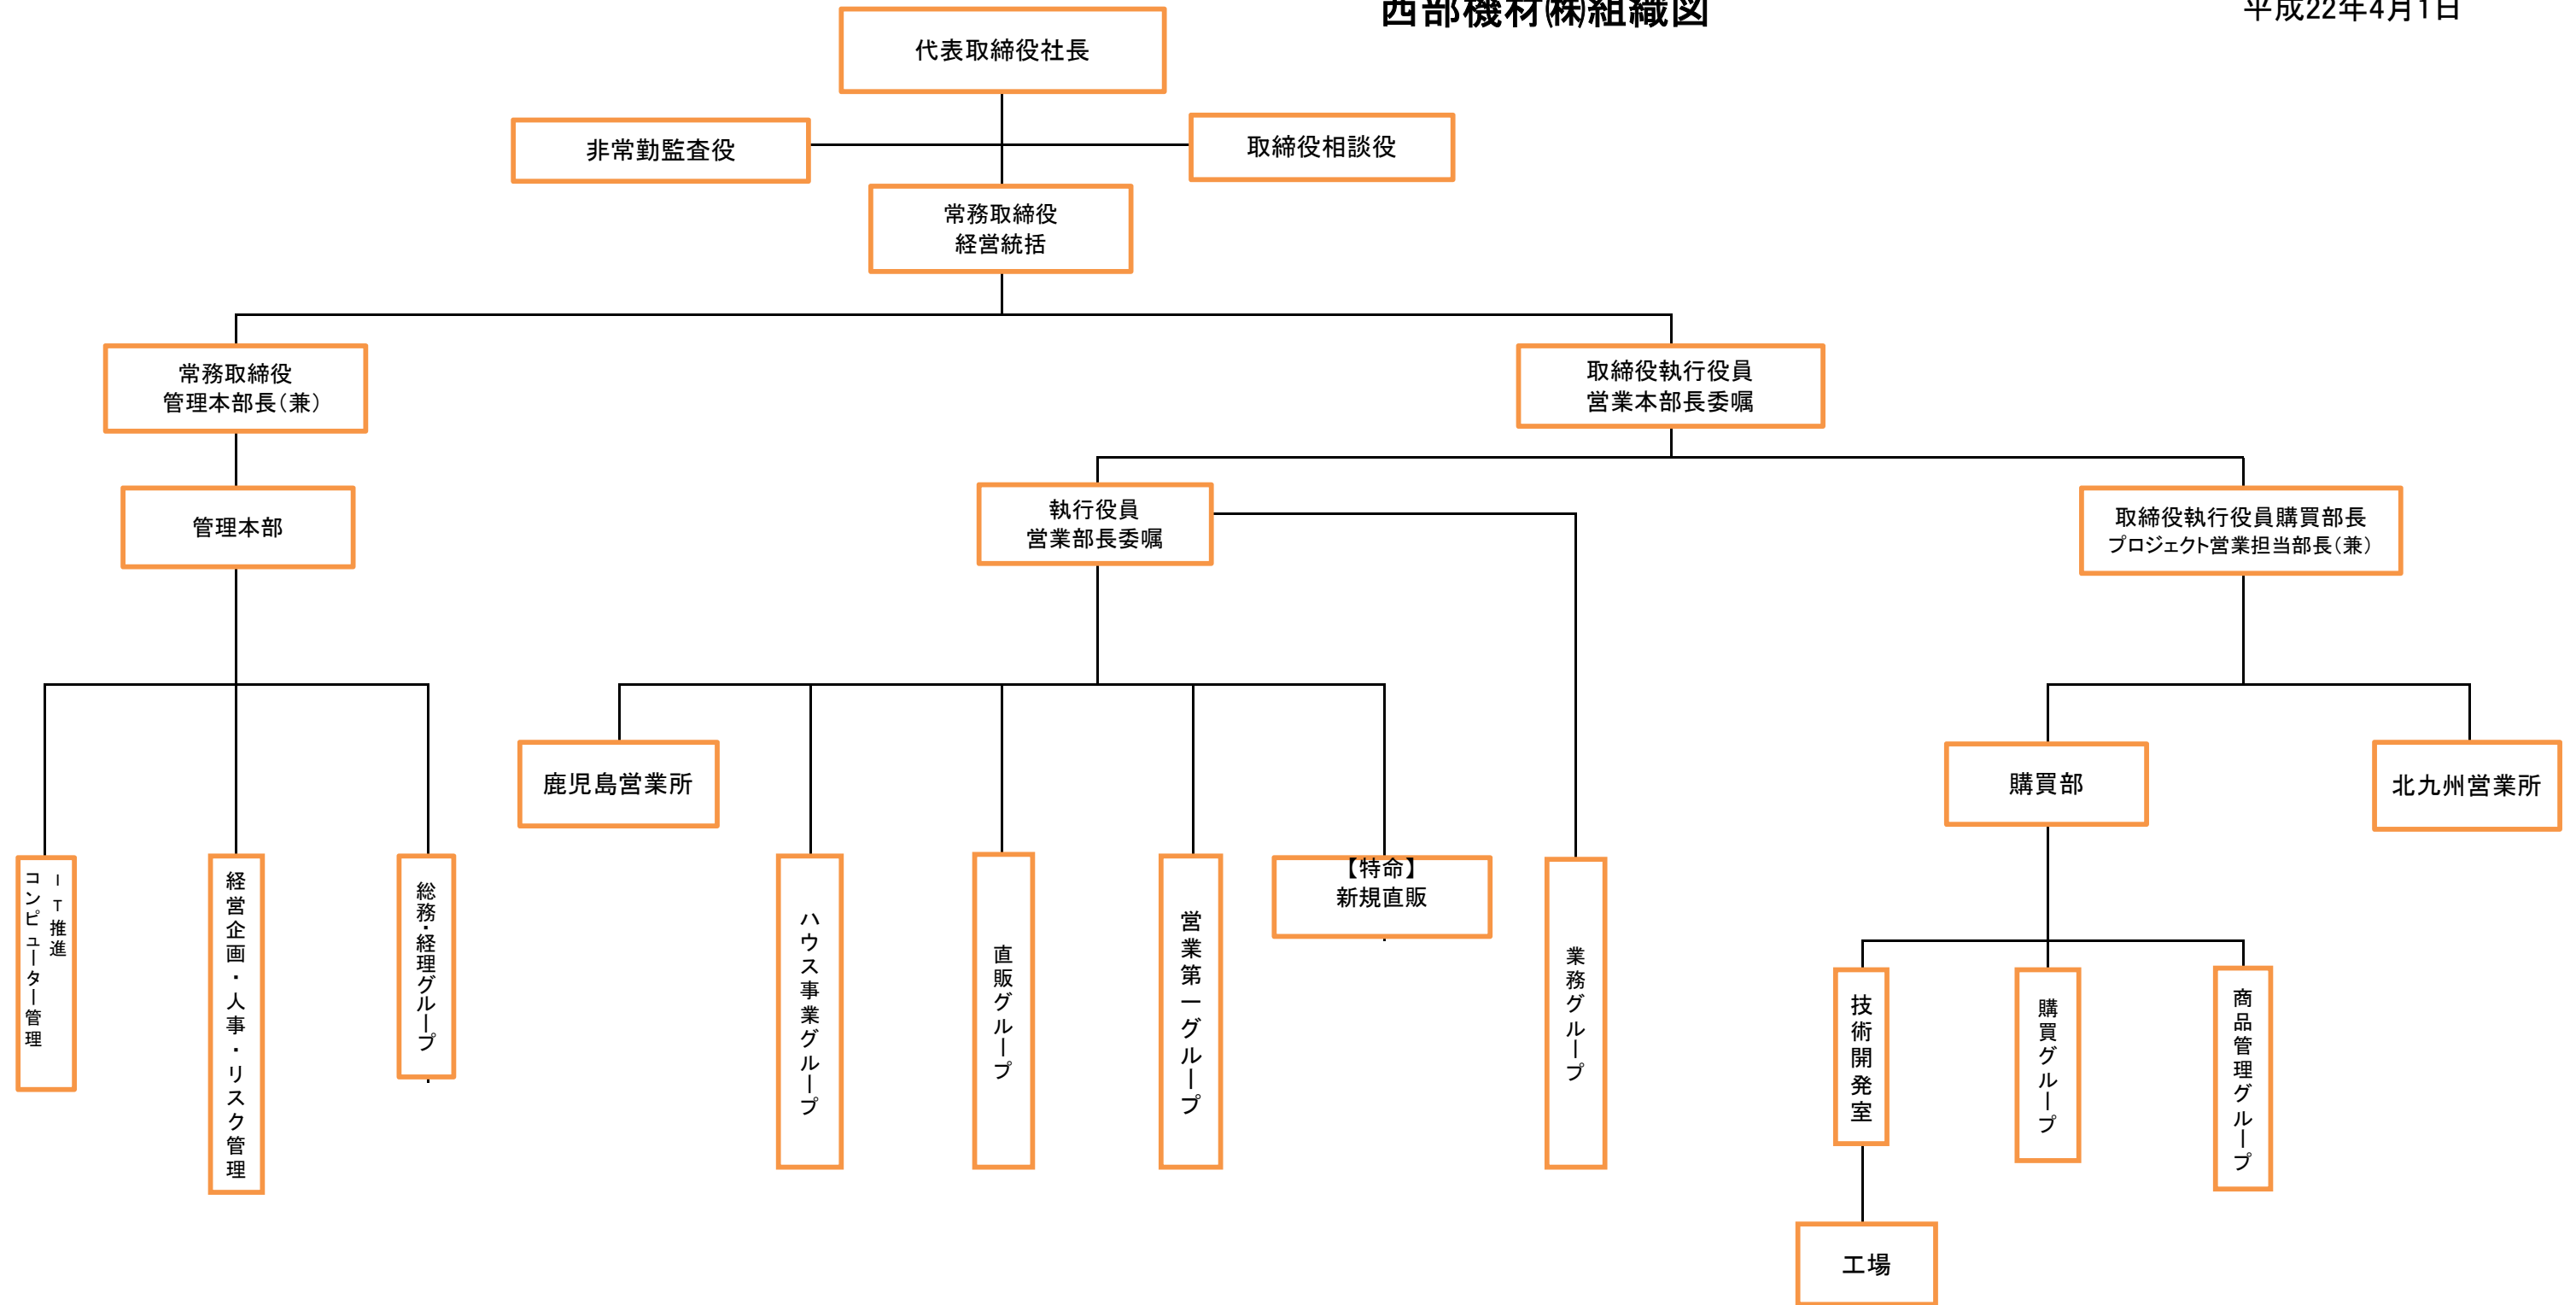 西部機材㈱組織図
平成22年4月1日
代表取締役社長
非常勤監査役
取締役相談役
常務取締役
経営統括
常務取締役
管理本部長(兼)
取締役執行役員
営業本部長委嘱
管理本部
執行役員
営業部長委嘱
取締役執行役員購買部長
プロジェクト営業担当部長(兼)
鹿児島営業所
購買部
北九州営業所
IT推進
コンピューター管理
経営企画・人事・リスク管理
総務・経理グループ
ハウス事業グループ
直販グループ
営業第一グループ
【特命】
新規直販
業務グループ
技術開発室
購買グループ
商品管理グループ
工場